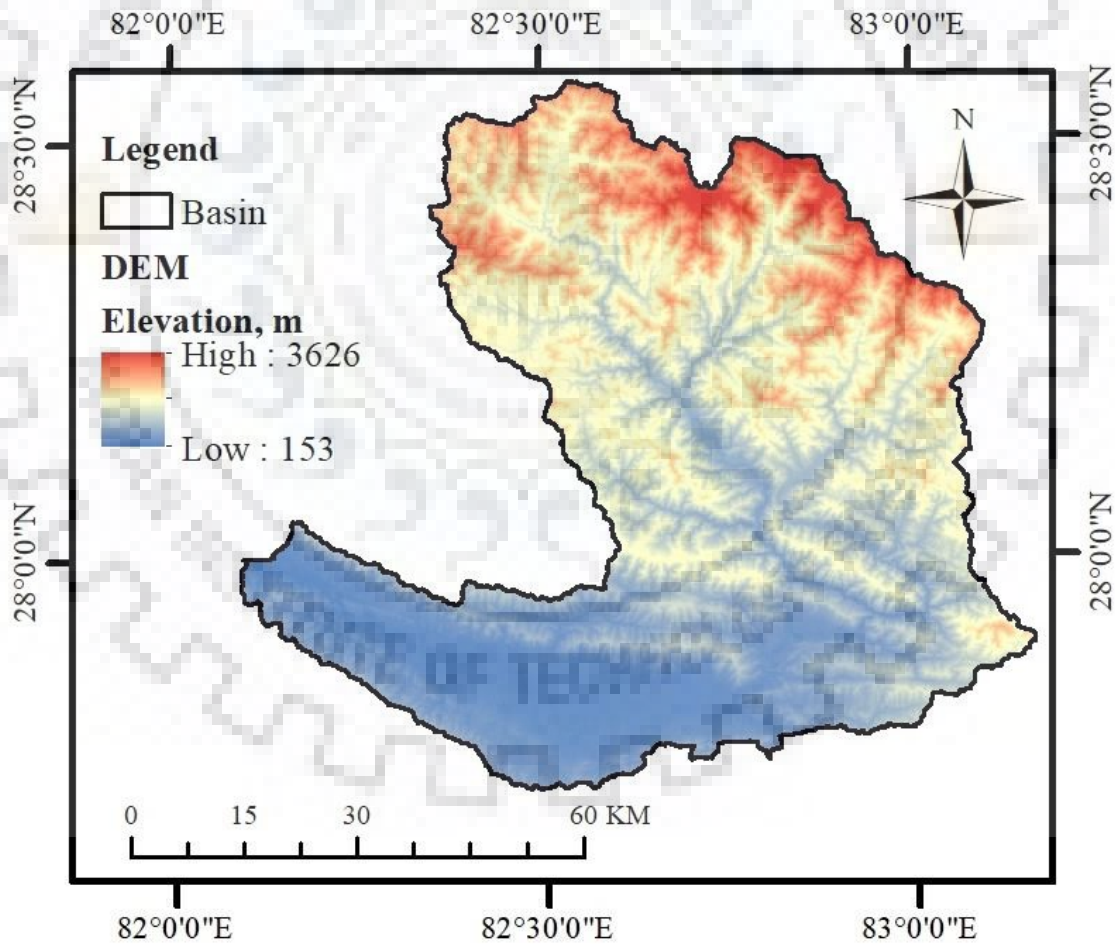 82°0'0"E 82°30'0"E 83°0'0"E
28°30'0"N
28°30'0"N
N
Legend
Basin
DEM
Elevation, m
High : 3626
Low : 153
28°0'0"N
28°0'0"N
OF TECH
0 15 30 60 KM
82°0'0"E 82°30'0"E 83°0'0"E